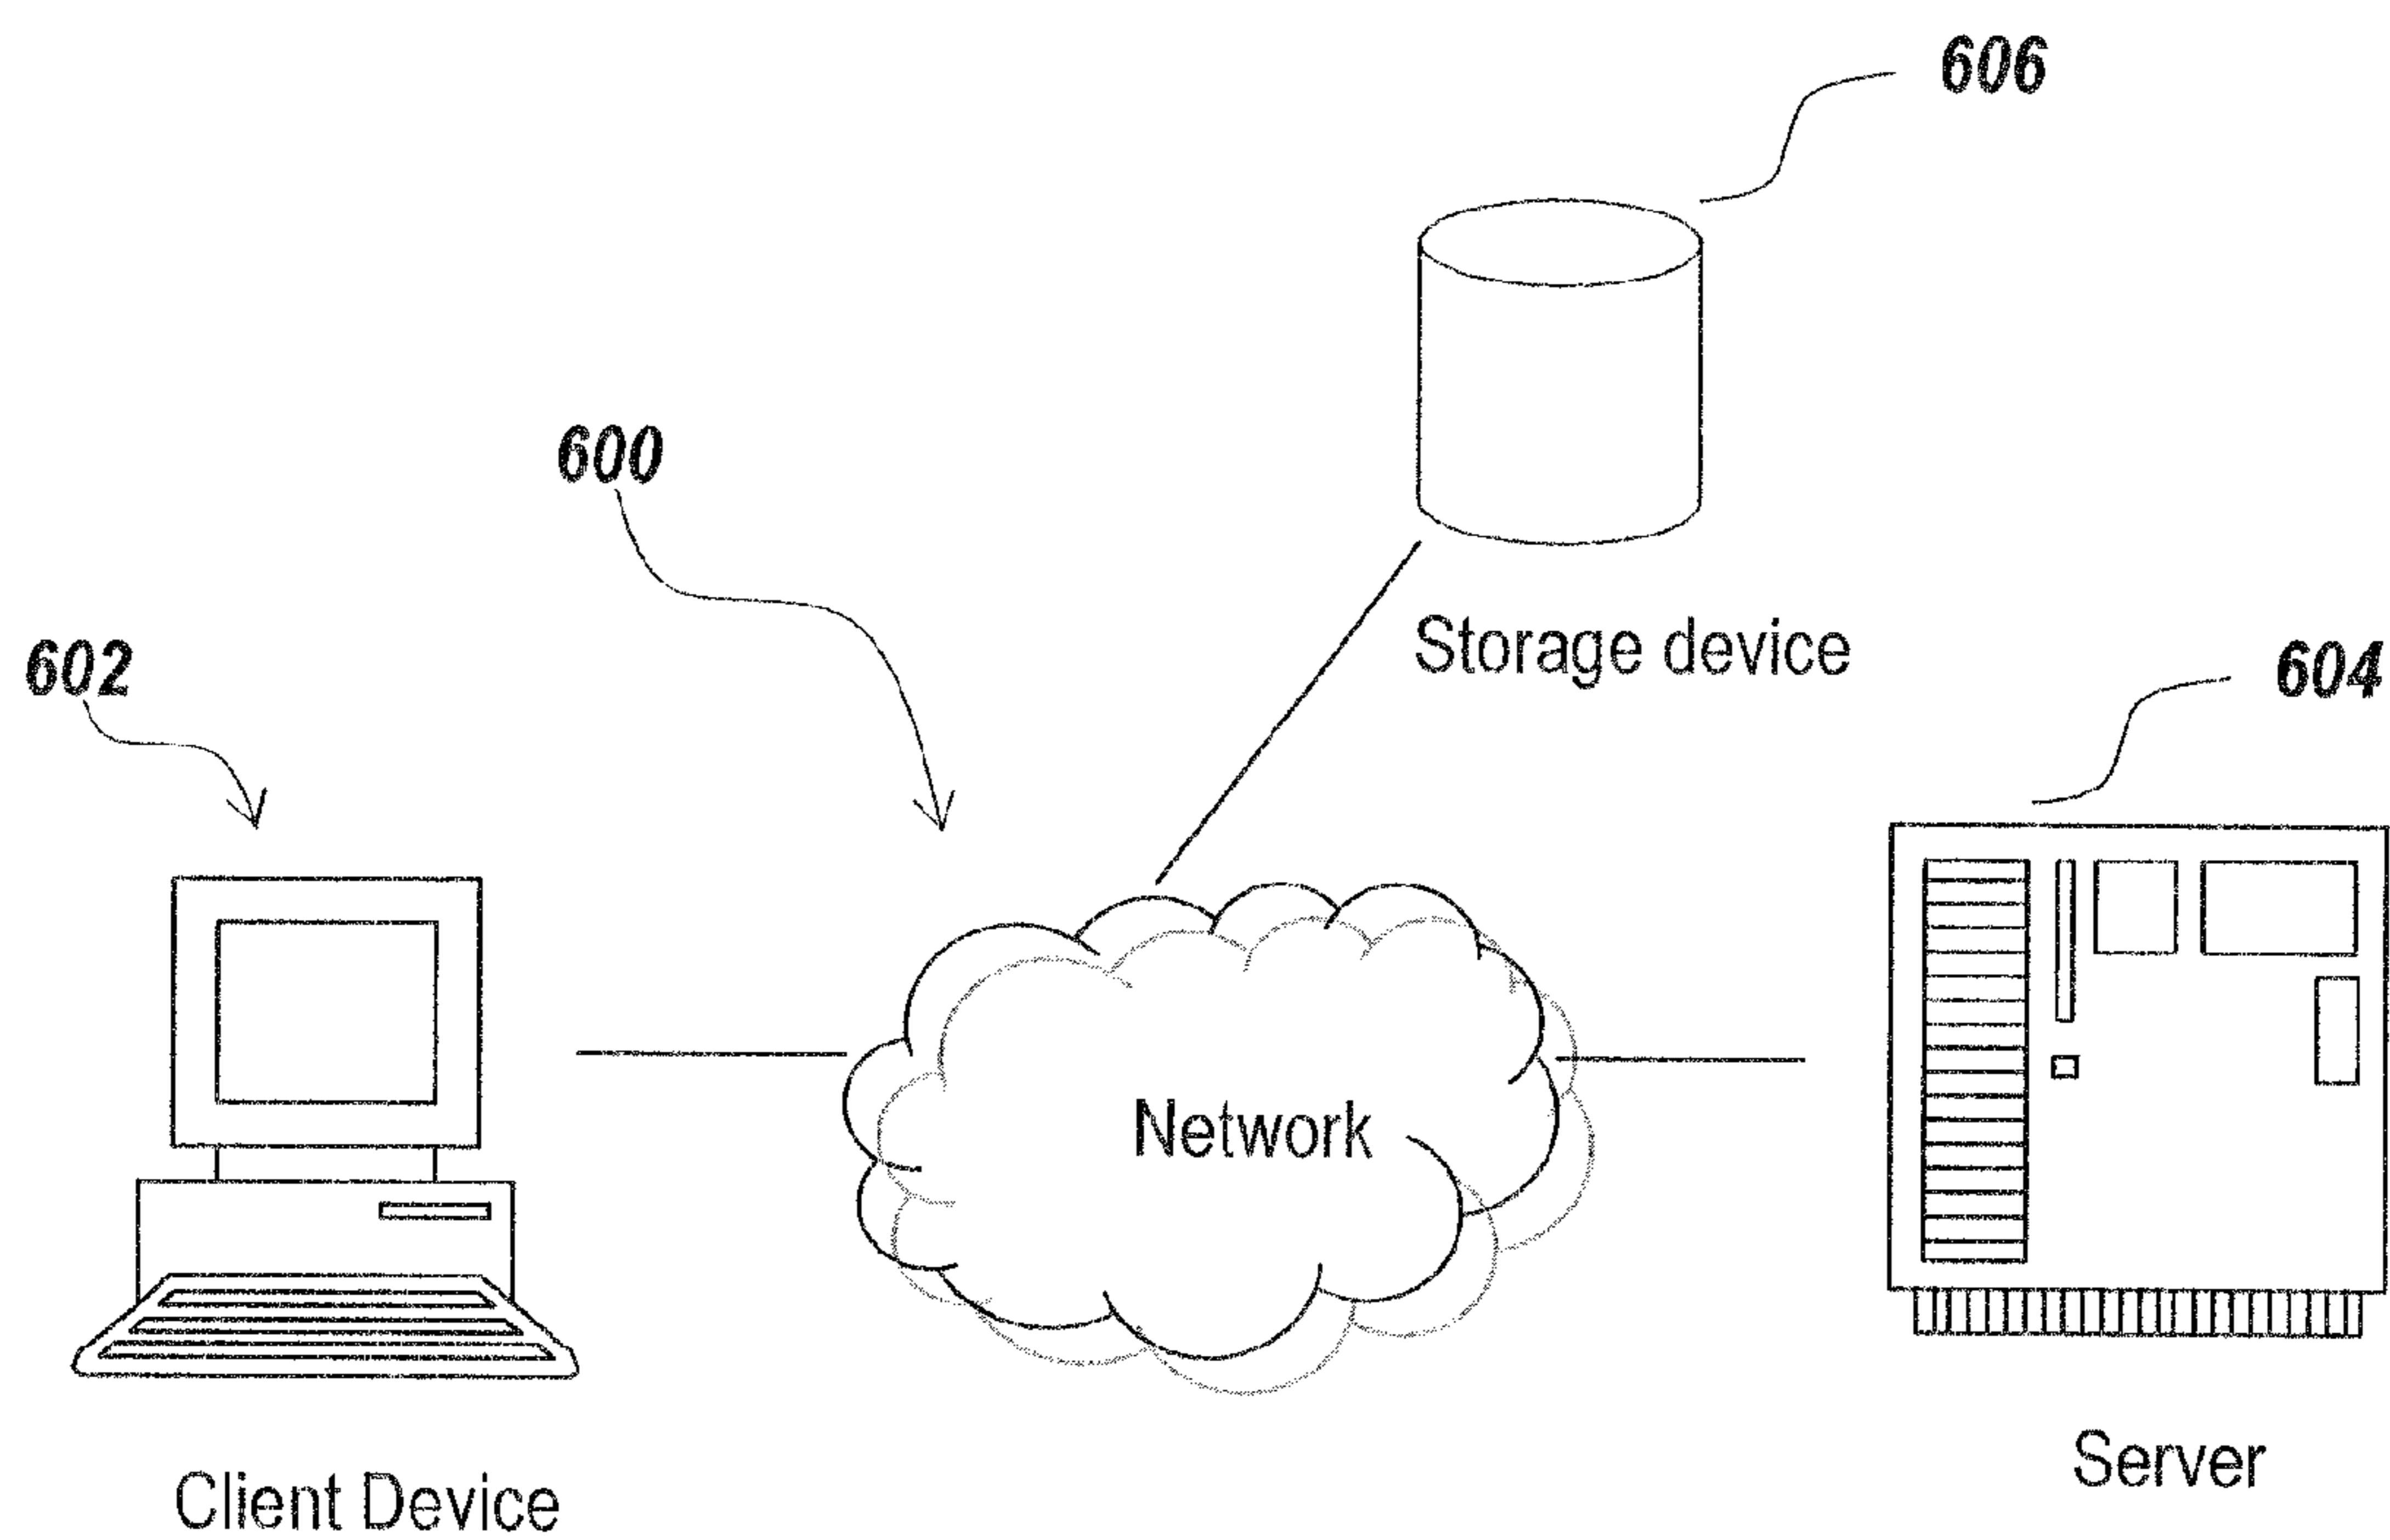 606
600
Storage device
602
604
Network
Server
Client Device